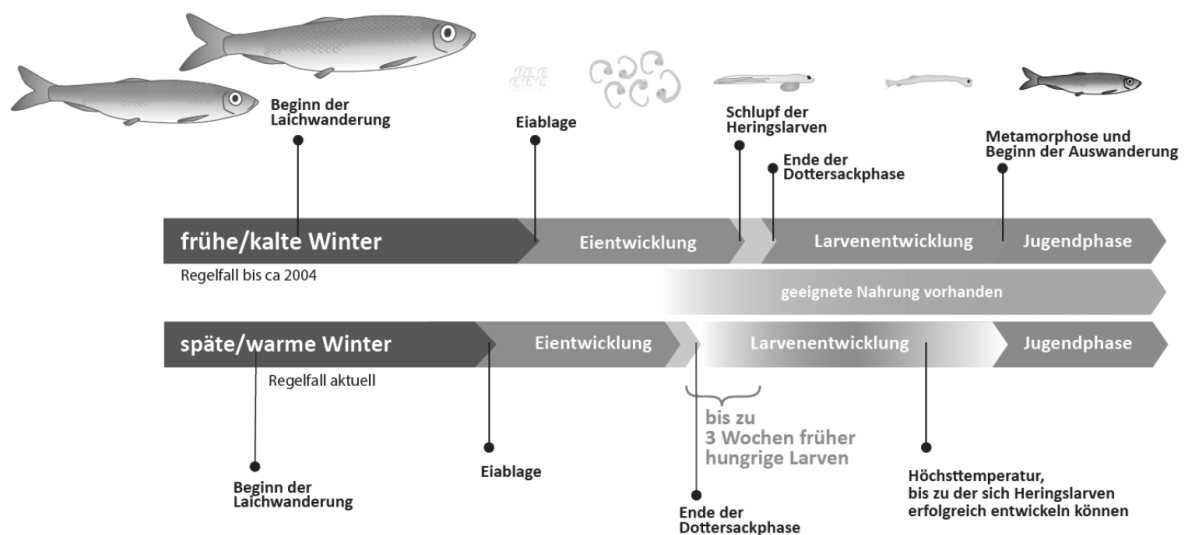 Beginn der
Laichwanderung
Eiablage
Schlupf der
Heringslarven
Ende der
Dottersackphase
Metamorphose und
Beginn der Auswanderung
frühe/kalte Winter
Eientwicklung
Larvenentwicklung
Jugendphase
Regelfall bis ca 2004
geeignete Nahrung vorhanden
späte/warme Winter
Eientwicklung
Larvenentwicklung
Jugendphase
Regelfall aktuell
bis zu
3 Wochen früher
hungrige Larven
Beginn der
Laichwanderung
Eiablage
Ende der
Dottersackphase
Höchsttemperatur,
bis zu der sich Heringslarven
erfolgreich entwickeln können